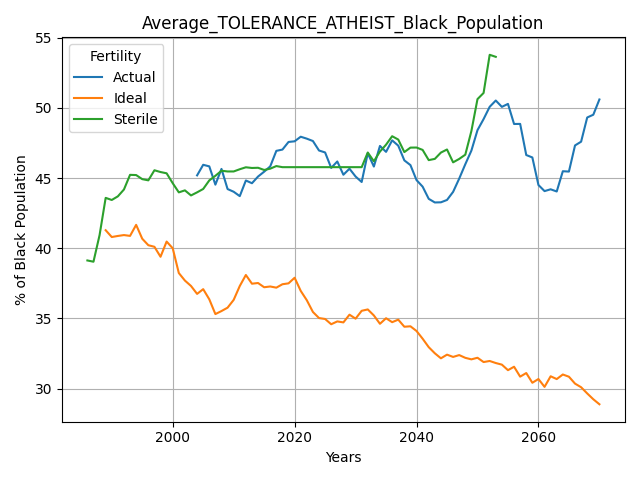 Average_TOLERANCE_ATHEIST_Black_Population
Fertility
Actual
Ideal
Sterile
% of Black Population
55
50
45
40
35
30
2000
2020
2040
2060
Years